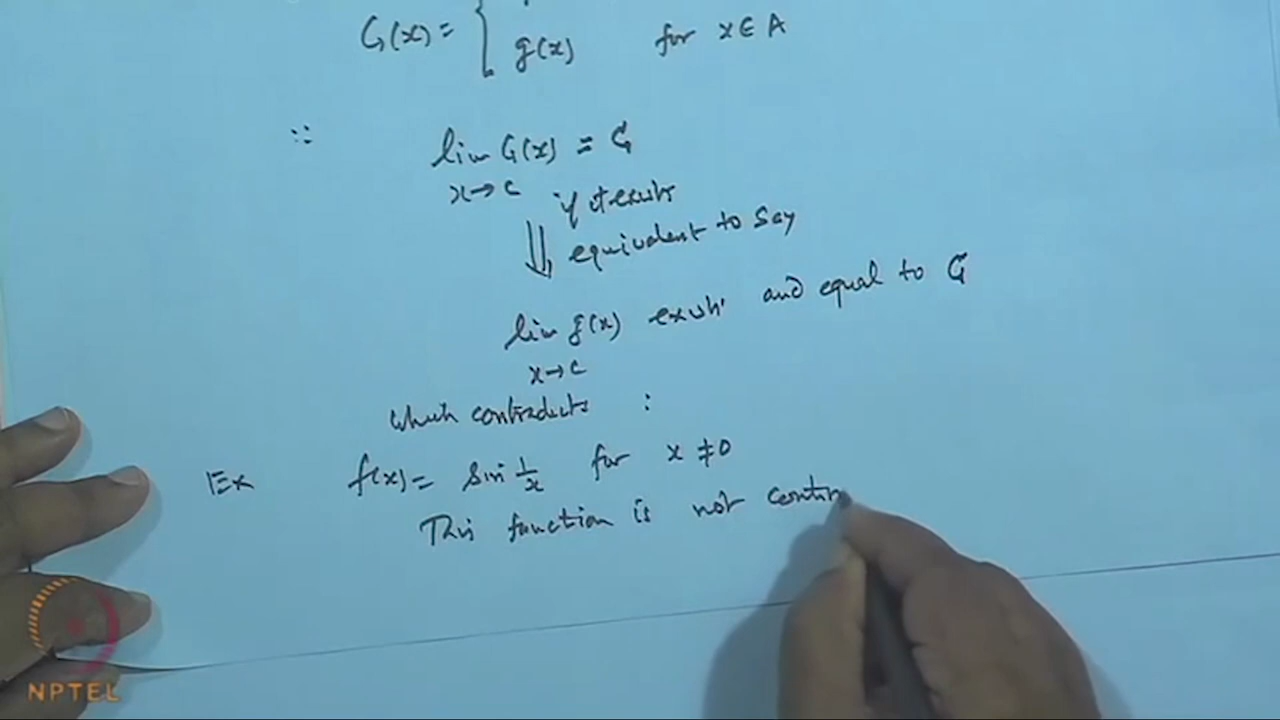 G(x) = { g(x) for x ∈ A
∵ lim G(x) = G
x→c if it exists
⇓ equivalent to say
lim g(x) exists and equal to G
x→c
which contradicts :
Ex f(x) = sin 1/x for x ≠ 0
This function is not contin
NPTEL